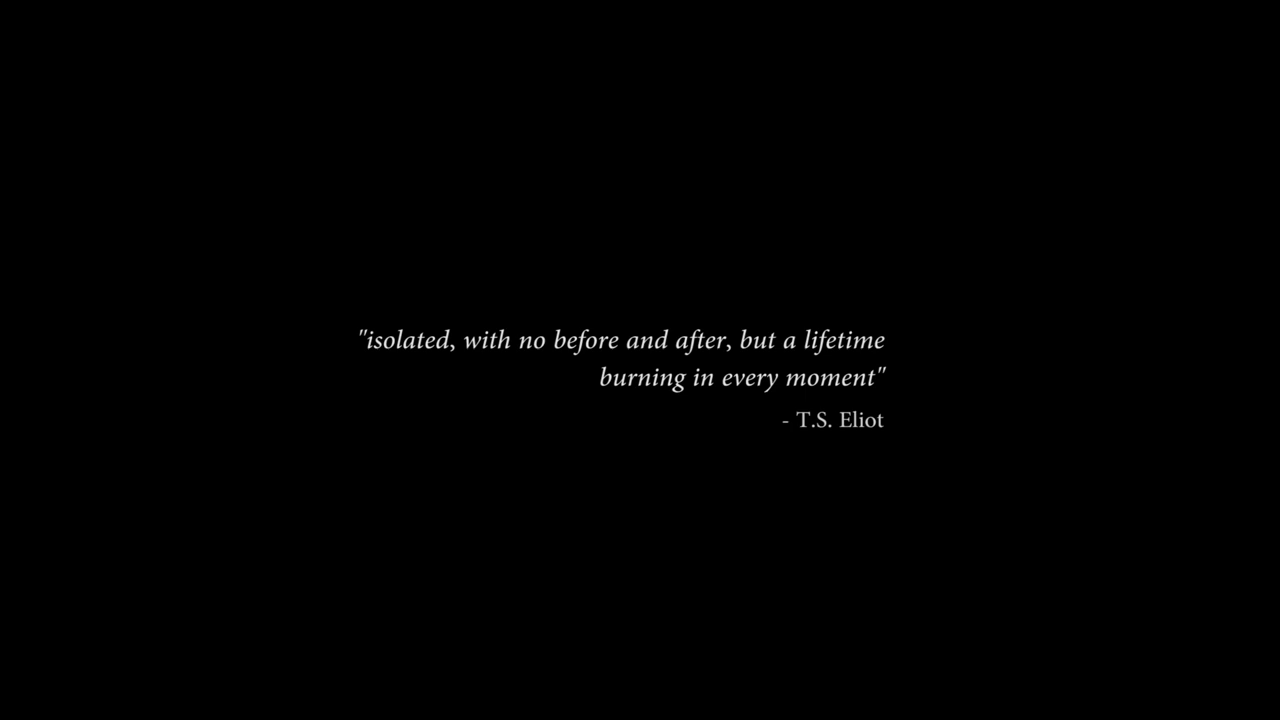 "isolated, with no before and after, but a lifetime
burning in every moment"
- T.S. Eliot